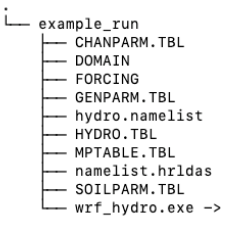 .
└── example_run
    ├── CHANPARM.TBL
    ├── DOMAIN
    ├── FORCING
    ├── GENPARM.TBL
    ├── hydro.namelist
    ├── HYDRO.TBL
    ├── MPTABLE.TBL
    ├── namelist.hrldas
    ├── SOILPARM.TBL
    └── wrf_hydro.exe ->